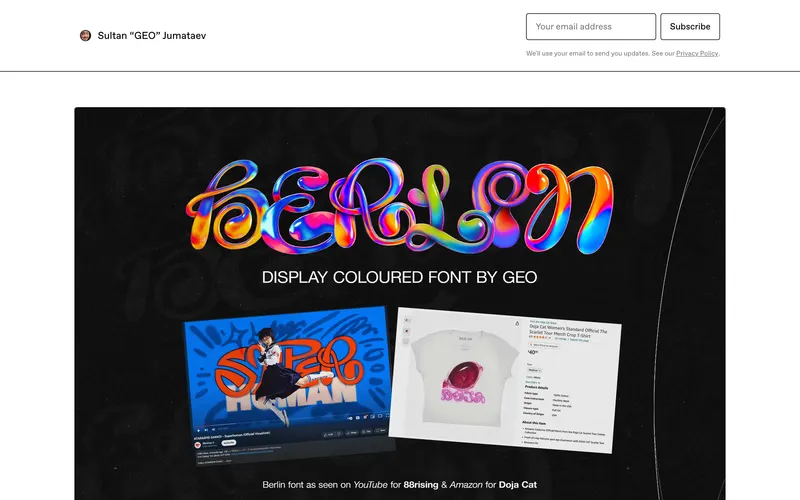 Sultan “GEO” Jumataev
Your email address
Subscribe
We'll use your email to send you updates. See our Privacy Policy.
BERLIN
DISPLAY COLOURED FONT BY GEO
SUPER
HUMAN
DOJA
Doja Cat Women's Standard Official The
Scarlet Tour Merch Crop T-Shirt
Product details
About this item
Berlin font as seen on YouTube for 88rising & Amazon for Doja Cat